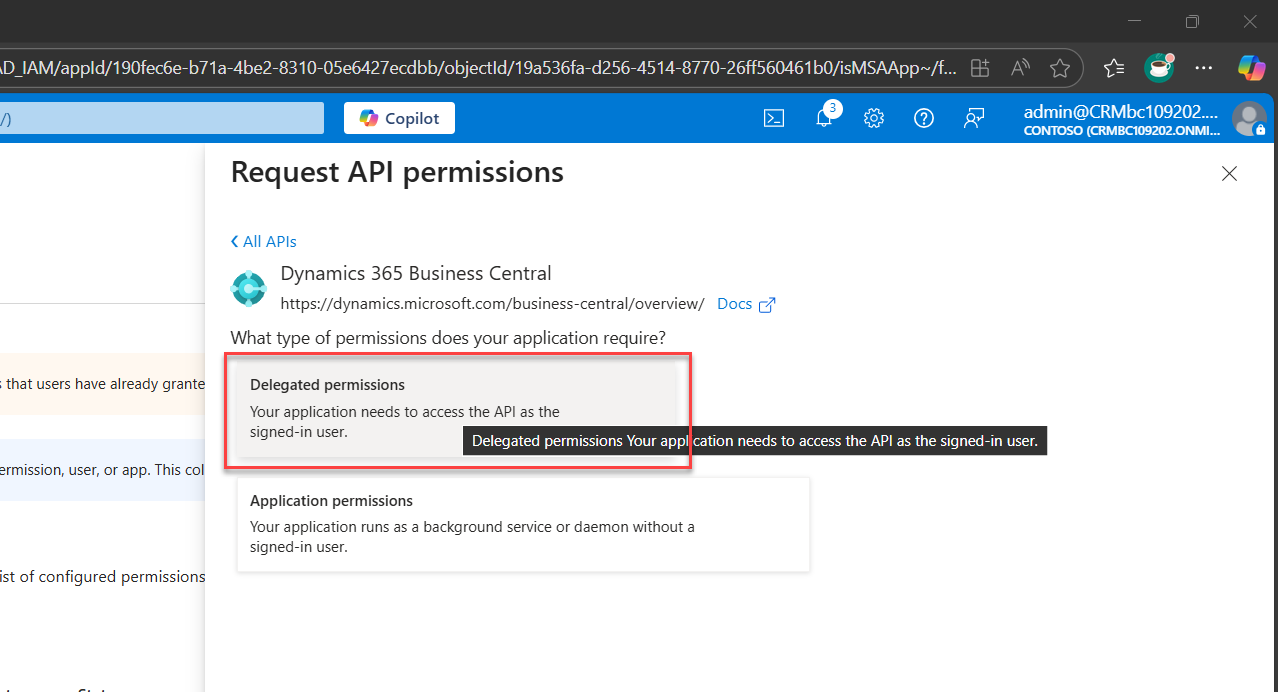 AD_IAM/appId/190fec6e-b71a-4be2-8310-05e6427ecdbb/objectId/19a536fa-d256-4514-8770-26ff560461b0/isMSAApp~/f...
/)
Copilot
3
admin@CRMbc109202....
CONTOSO (CRMBC109202.ONMI...
Request API permissions
All APIs
Dynamics 365 Business Central
https://dynamics.microsoft.com/business-central/overview/ Docs
What type of permissions does your application require?
Delegated permissions
Your application needs to access the API as the
signed-in user.
Delegated permissions Your application needs to access the API as the signed-in user.
Application permissions
Your application runs as a background service or daemon without a
signed-in user.
s that users have already grante
ermission, user, or app. This col
ist of configured permissions